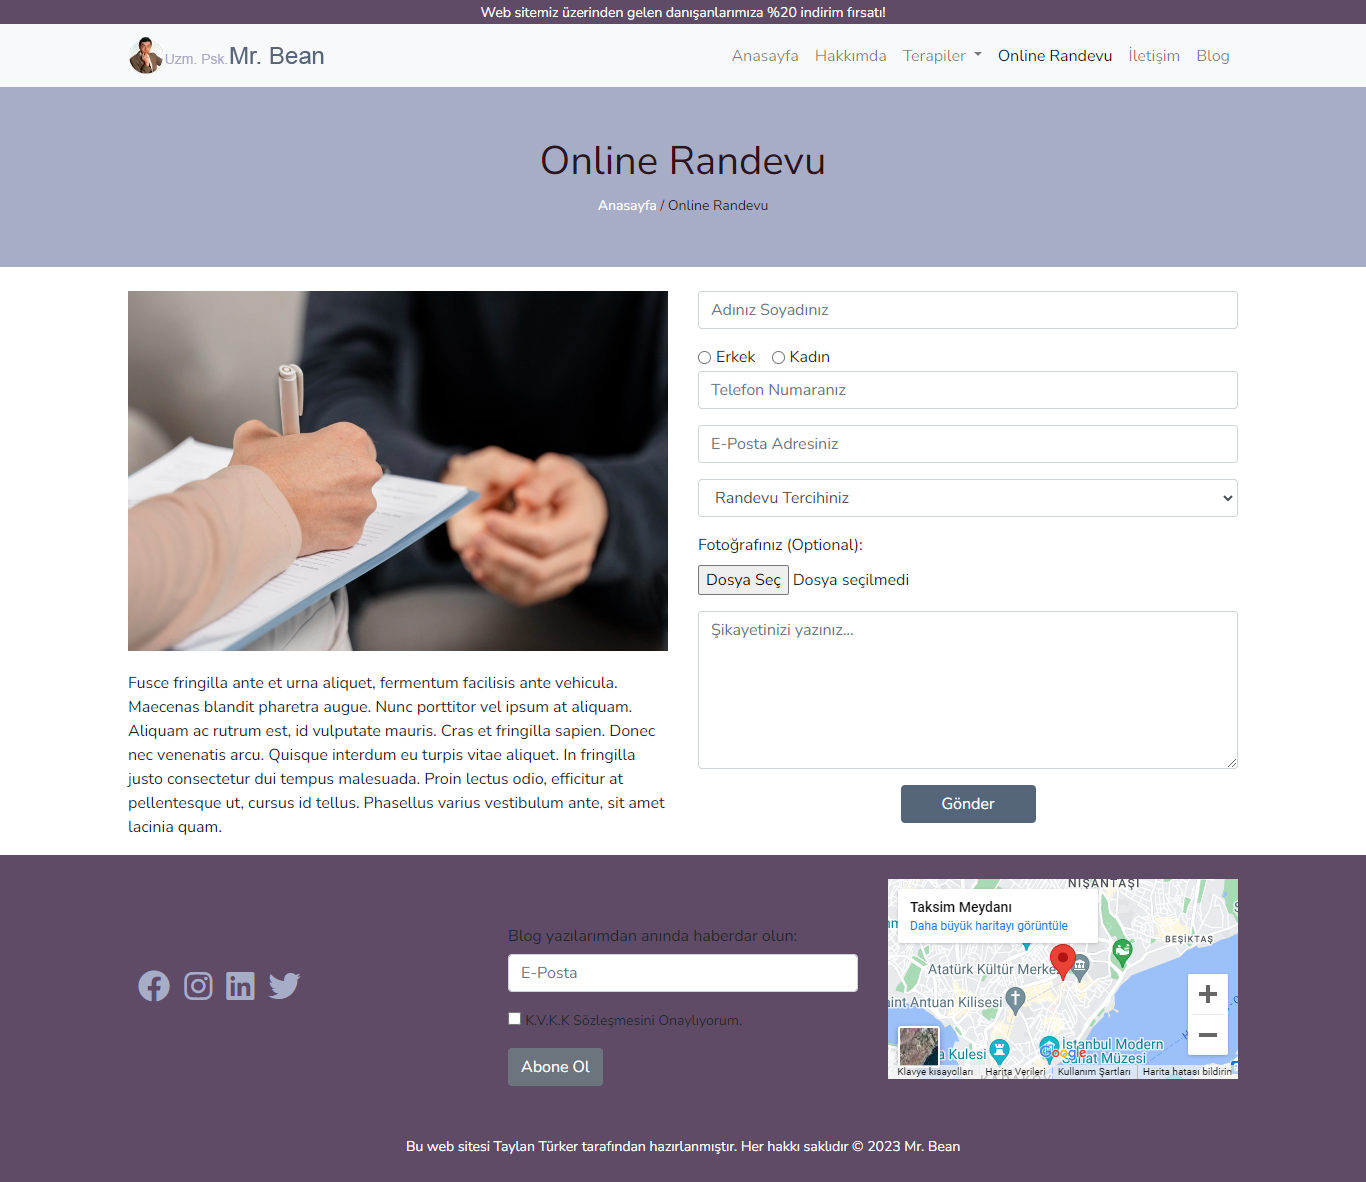 Web sitemiz üzerinden gelen danışanlarımıza %20 indirim fırsatı!
Uzm. Psk. Mr. Bean
Anasayfa Hakkımda Terapiler Online Randevu İletişim Blog
Online Randevu
Anasayfa / Online Randevu
Adınız Soyadınız
Erkek Kadın
Telefon Numaranız
E-Posta Adresiniz
Randevu Tercihiniz
Fotoğrafınız (Optional):
Dosya Seç Dosya seçilmedi
Şikayetinizi yazınız...
Gönder
Fusce fringilla ante et urna aliquet, fermentum facilisis ante vehicula.
Maecenas blandit pharetra augue. Nunc porttitor vel ipsum at aliquam.
Aliquam ac rutrum est, id vulputate mauris. Cras et fringilla sapien. Donec
nec venenatis arcu. Quisque interdum eu turpis vitae aliquet. In fringilla
justo consectetur dui tempus malesuada. Proin lectus odio, efficitur at
pellentesque ut, cursus id tellus. Phasellus varius vestibulum ante, sit amet
lacinia quam.
Blog yazılarımdan anında haberdar olun:
E-Posta
K.V.K.K Sözleşmesini Onaylıyorum.
Abone Ol
NİŞANTAŞI
Taksim Meydanı
Daha büyük haritayı görüntüle
BEŞİKTAŞ
Atatürk Kültür Merke
int Antuan Kilisesi
İstanbul Modern
Sanat Müzesi
a Kulesi
Google
Klavye kısayolları Harita Verileri Kullanım Şartları Harita hatası bildirin
Bu web sitesi Taylan Türker tarafından hazırlanmıştır. Her hakkı saklıdır © 2023 Mr. Bean